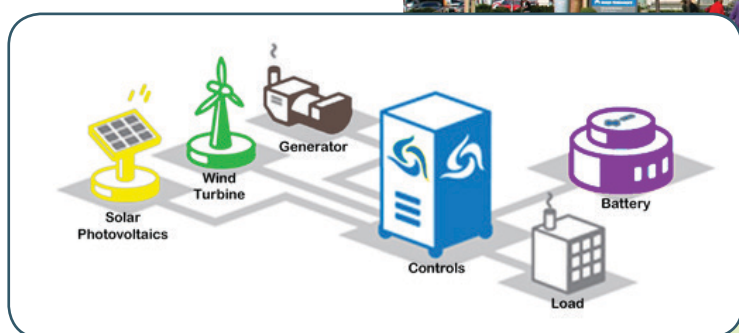 Generator
Wind
Turbine
Solar
Photovoltaics
Controls
Battery
Load